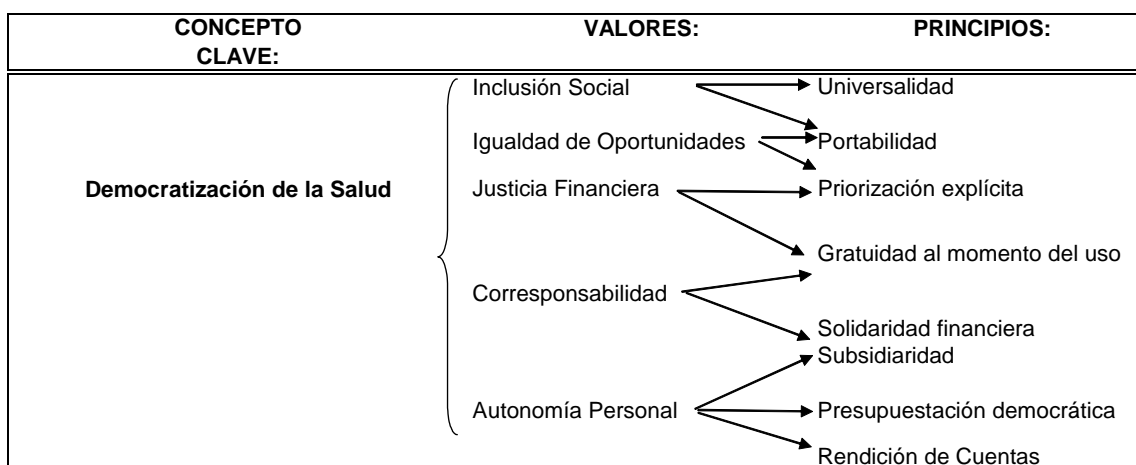 CONCEPTO CLAVE:
VALORES:
PRINCIPIOS:
Democratización de la Salud
Inclusión Social
Igualdad de Oportunidades
Justicia Financiera
Corresponsabilidad
Autonomía Personal
Universalidad
Portabilidad
Priorización explícita
Gratuidad al momento del uso
Solidaridad financiera
Subsidiaridad
Presupuestación democrática
Rendición de Cuentas